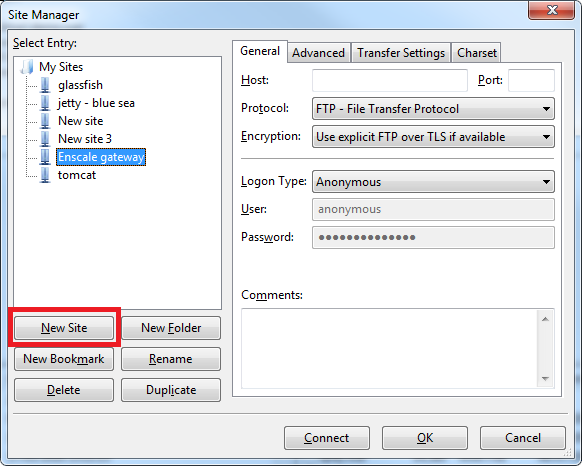 Site Manager
Select Entry:
My Sites
glassfish
jetty - blue sea
New site
New site 3
Enscale gateway
tomcat
New Site
New Folder
New Bookmark
Rename
Delete
Duplicate
General
Advanced
Transfer Settings
Charset
Host:
Port:
Protocol:
FTP - File Transfer Protocol
Encryption:
Use explicit FTP over TLS if available
Logon Type:
Anonymous
User:
anonymous
Password:
●●●●●●●●●●●●●●
Comments:
Connect
OK
Cancel